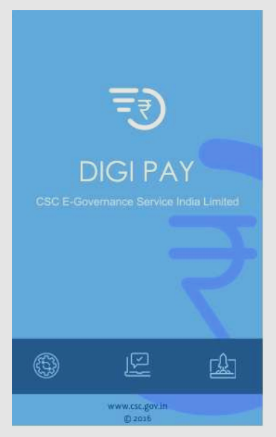 DIGI PAY
CSC E-Governance Service India Limited
www.csc.gov.in
© 2016